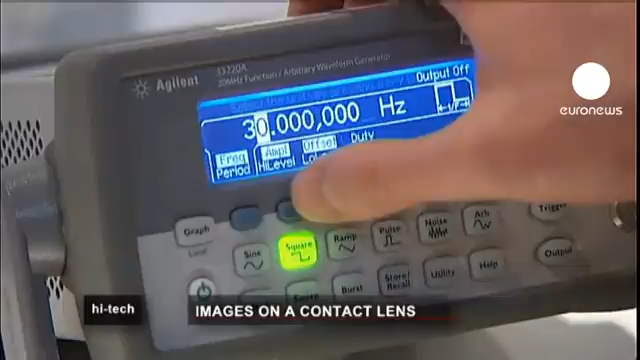 Agilent
33220A
20MHz Function / Arbitrary Waveform Generator
Output Off
30.000,000 Hz
Freq
Period
Ampl
HiLevel
Offset
Duty
euronews
Graph
Sine
Square
Ramp
Pulse
Noise
Arb
Trigger
Burst
Store/
Recall
Utility
Help
Output
hi-tech
IMAGES ON A CONTACT LENS